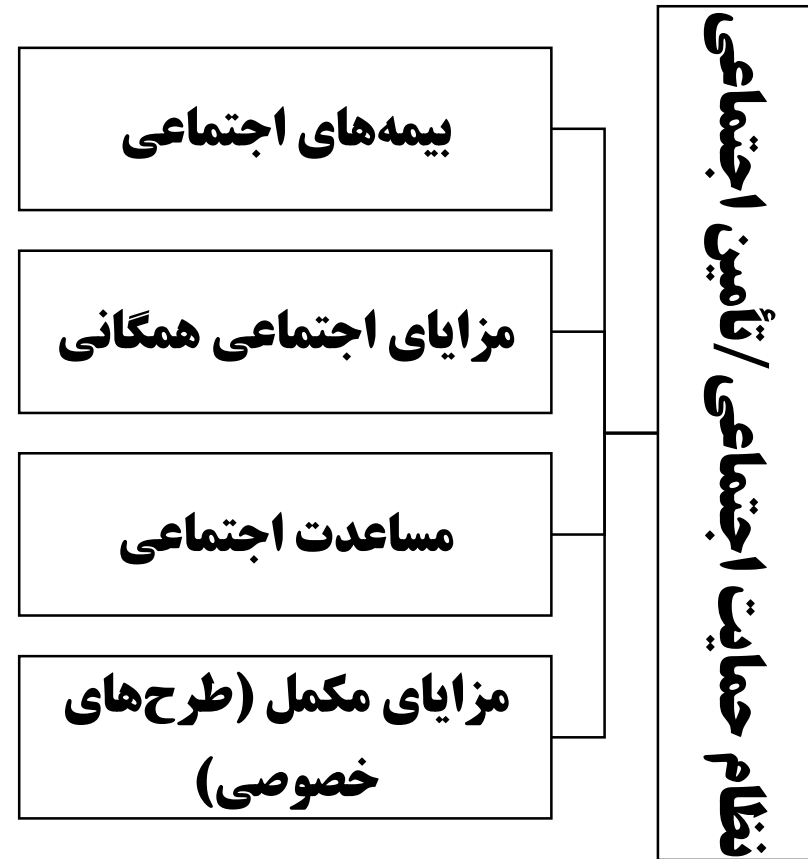 نظام حمایت اجتماعی /تأمین اجتماعی
بیمه‌های اجتماعی
مزایای اجتماعی همگانی
مساعدت اجتماعی
مزایای مکمل (طرح‌های
خصوصی)